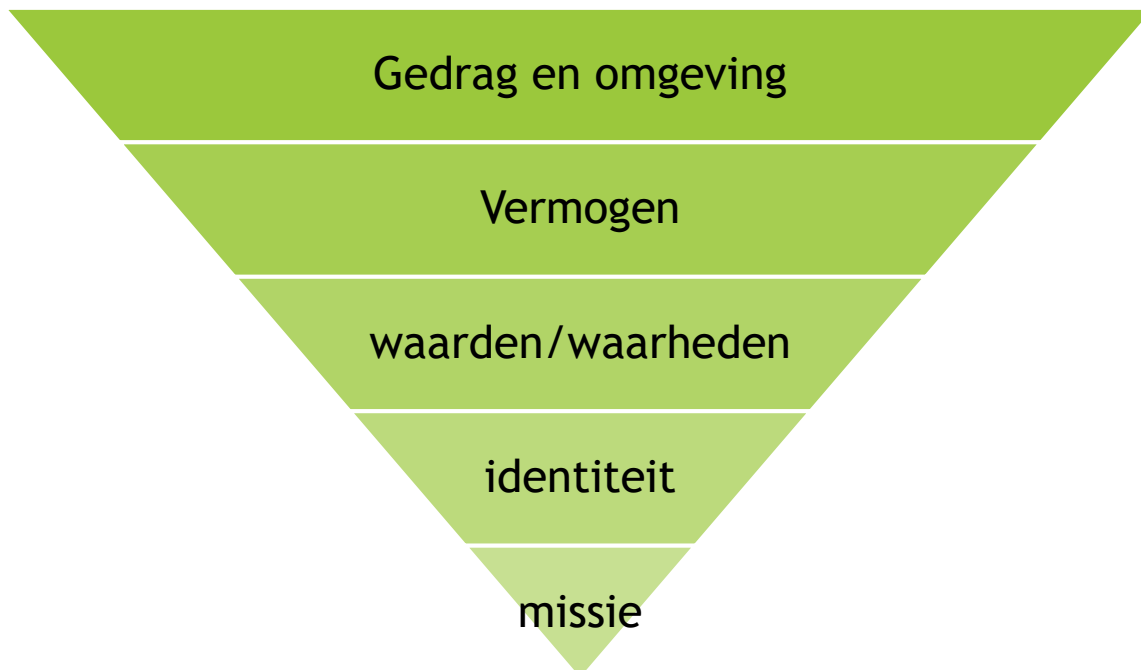 Gedrag en omgeving
Vermogen
waarden/waarheden
identiteit
missie